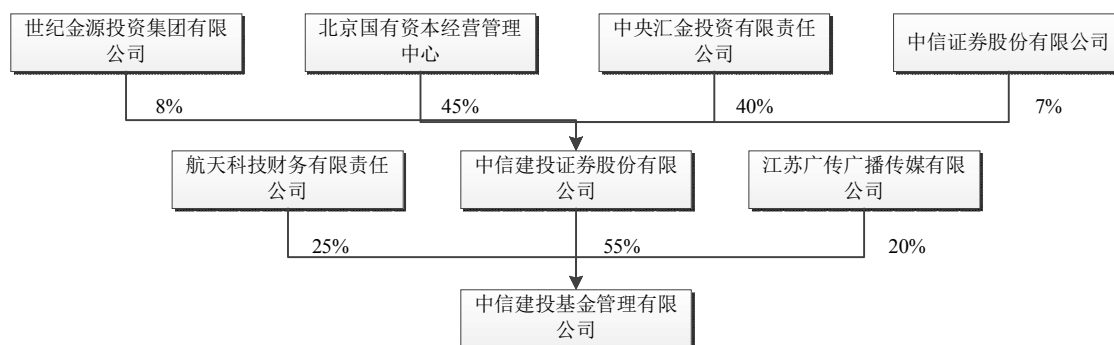 世纪金源投资集团有限
公司
北京国有资本经营管理
中心
中央汇金投资有限责任
公司
中信证券股份有限公司
8%
45%
40%
7%
航天科技财务有限责任
公司
中信建投证券股份有限
公司
江苏广传广播传媒有限
公司
25%
55%
20%
中信建投基金管理有限
公司